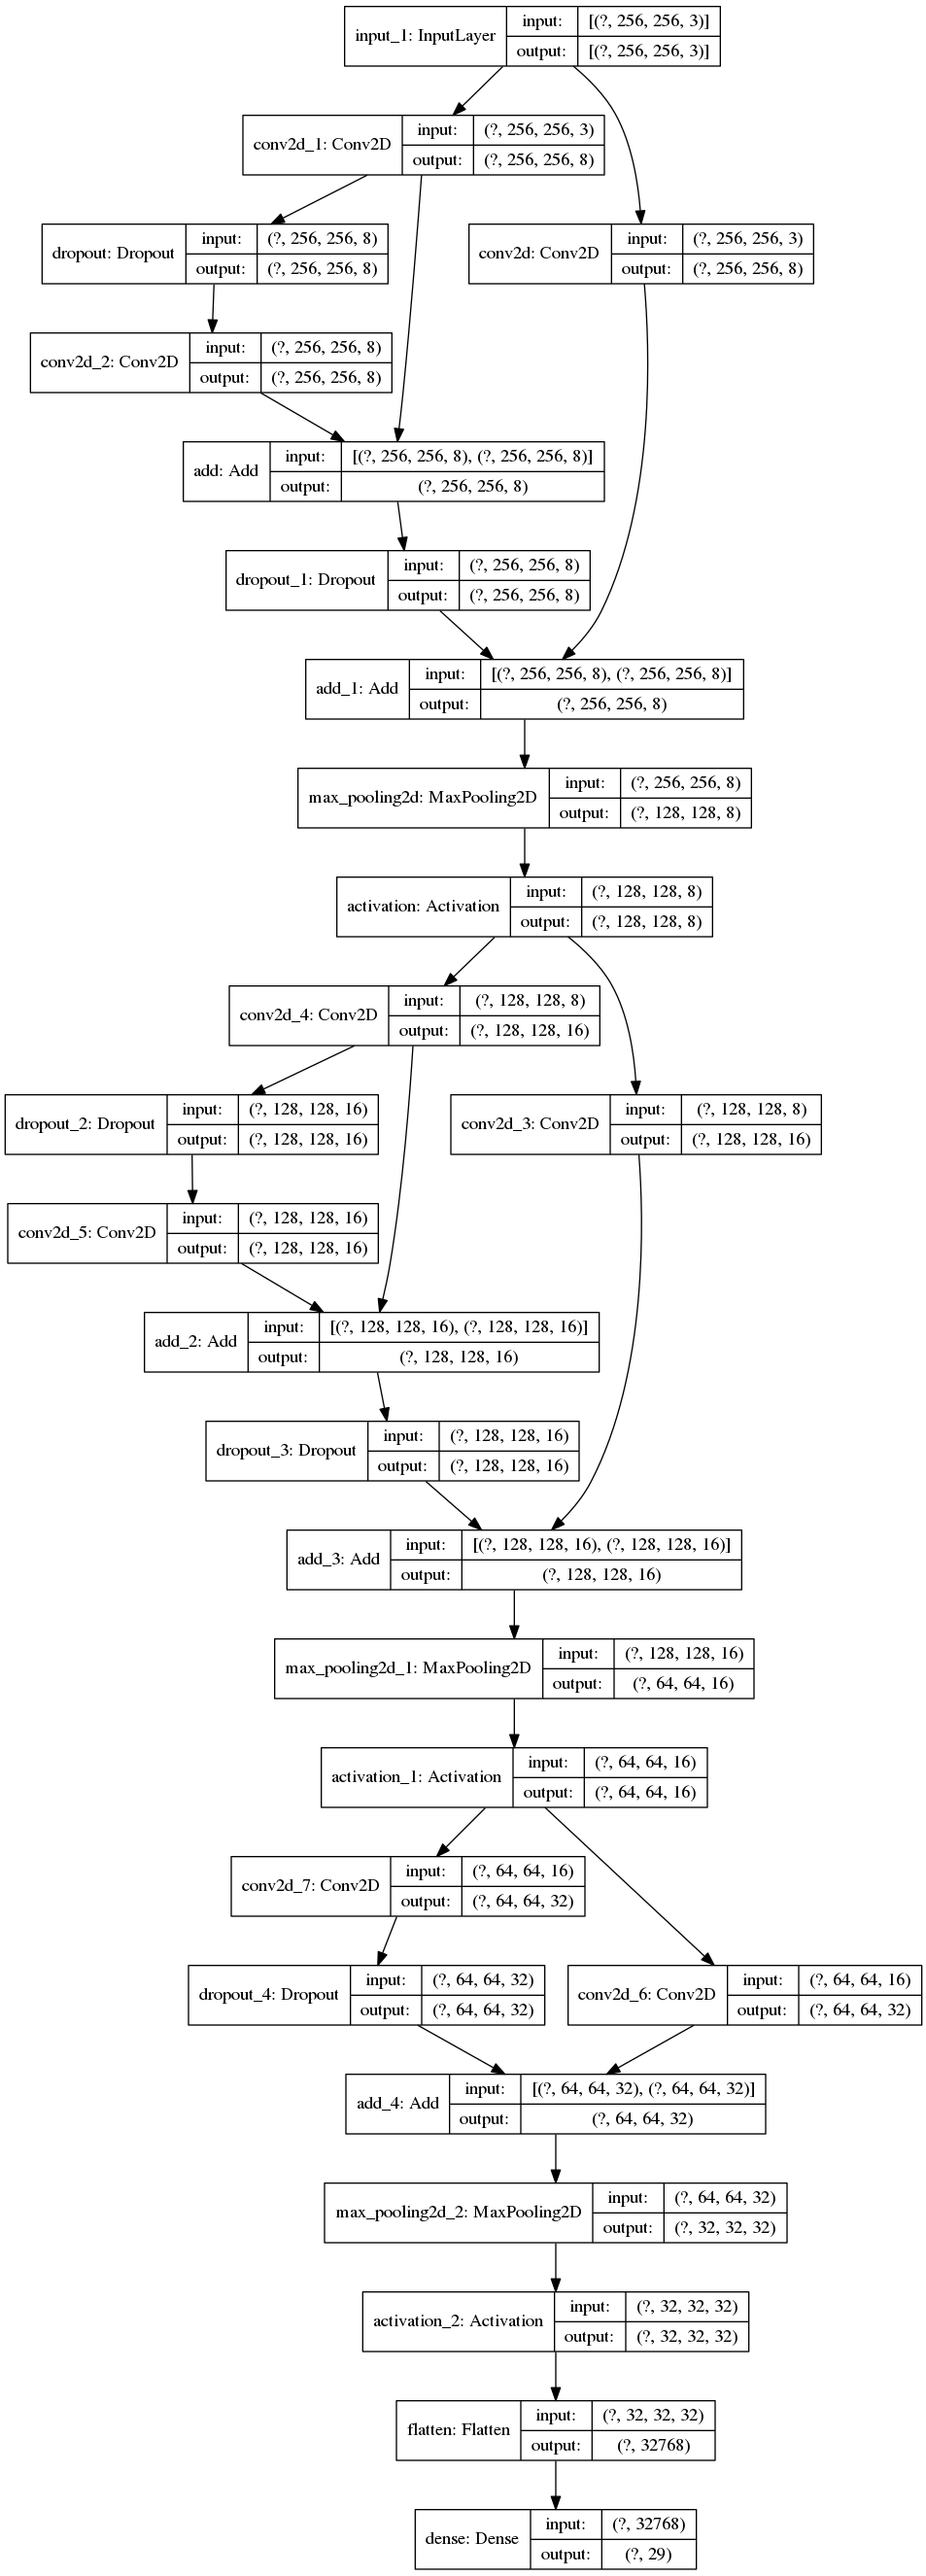 input_1: InputLayer
input: [(?, 256, 256, 3)]
output: [(?, 256, 256, 3)]
conv2d_1: Conv2D
input: (?, 256, 256, 3)
output: (?, 256, 256, 8)
dropout: Dropout
input: (?, 256, 256, 8)
output: (?, 256, 256, 8)
conv2d: Conv2D
input: (?, 256, 256, 3)
output: (?, 256, 256, 8)
conv2d_2: Conv2D
input: (?, 256, 256, 8)
output: (?, 256, 256, 8)
add: Add
input: [(?, 256, 256, 8), (?, 256, 256, 8)]
output: (?, 256, 256, 8)
dropout_1: Dropout
input: (?, 256, 256, 8)
output: (?, 256, 256, 8)
add_1: Add
input: [(?, 256, 256, 8), (?, 256, 256, 8)]
output: (?, 256, 256, 8)
max_pooling2d: MaxPooling2D
input: (?, 256, 256, 8)
output: (?, 128, 128, 8)
activation: Activation
input: (?, 128, 128, 8)
output: (?, 128, 128, 8)
conv2d_4: Conv2D
input: (?, 128, 128, 8)
output: (?, 128, 128, 16)
dropout_2: Dropout
input: (?, 128, 128, 16)
output: (?, 128, 128, 16)
conv2d_3: Conv2D
input: (?, 128, 128, 8)
output: (?, 128, 128, 16)
conv2d_5: Conv2D
input: (?, 128, 128, 16)
output: (?, 128, 128, 16)
add_2: Add
input: [(?, 128, 128, 16), (?, 128, 128, 16)]
output: (?, 128, 128, 16)
dropout_3: Dropout
input: (?, 128, 128, 16)
output: (?, 128, 128, 16)
add_3: Add
input: [(?, 128, 128, 16), (?, 128, 128, 16)]
output: (?, 128, 128, 16)
max_pooling2d_1: MaxPooling2D
input: (?, 128, 128, 16)
output: (?, 64, 64, 16)
activation_1: Activation
input: (?, 64, 64, 16)
output: (?, 64, 64, 16)
conv2d_7: Conv2D
input: (?, 64, 64, 16)
output: (?, 64, 64, 32)
dropout_4: Dropout
input: (?, 64, 64, 32)
output: (?, 64, 64, 32)
conv2d_6: Conv2D
input: (?, 64, 64, 16)
output: (?, 64, 64, 32)
add_4: Add
input: [(?, 64, 64, 32), (?, 64, 64, 32)]
output: (?, 64, 64, 32)
max_pooling2d_2: MaxPooling2D
input: (?, 64, 64, 32)
output: (?, 32, 32, 32)
activation_2: Activation
input: (?, 32, 32, 32)
output: (?, 32, 32, 32)
flatten: Flatten
input: (?, 32, 32, 32)
output: (?, 32768)
dense: Dense
input: (?, 32768)
output: (?, 29)